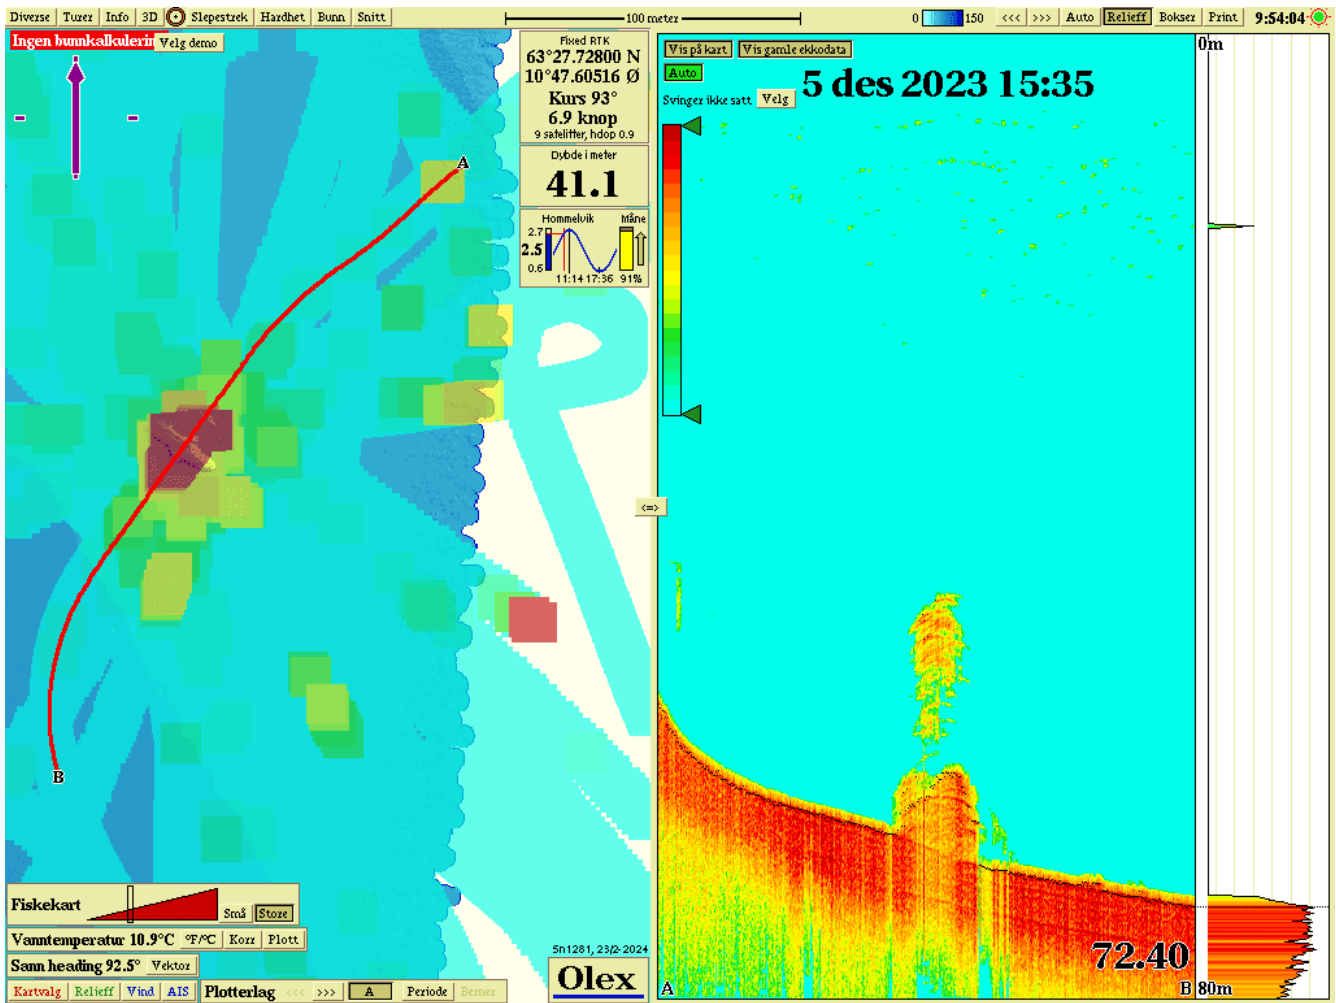 Diverse Turer Info 3D Slepestrek Hardhet Bunn Snitt 100 meter 0 150 <<< >>> Auto Relieff Bokser Print 9:54:04
Ingen bunnkalkulerin Velg demo
Fixed RTK
63°27.72800 N
10°47.60516 Ø
Kurs 93°
6.9 knop
9 satelitter, hdop 0.9
Dybde i meter
41.1
Hommelvik Måne
2.7
2.5
0.6
11:14 17:36 91%
A
B
<=>
Vis på kart Vis gamle ekkodata
Auto
5 des 2023 15:35
Svinger ikke satt Velg
0m
72.40
A B 80m
Fiskekart Små Store
Vanntemperatur 10.9°C °F/°C Korr Plott
Sann heading 92.5° Vektor
Sn1281, 23/2-2024
Olex
Kartvalg Relieff Vind AIS Plotterlag <<< >>> A Periode Berner